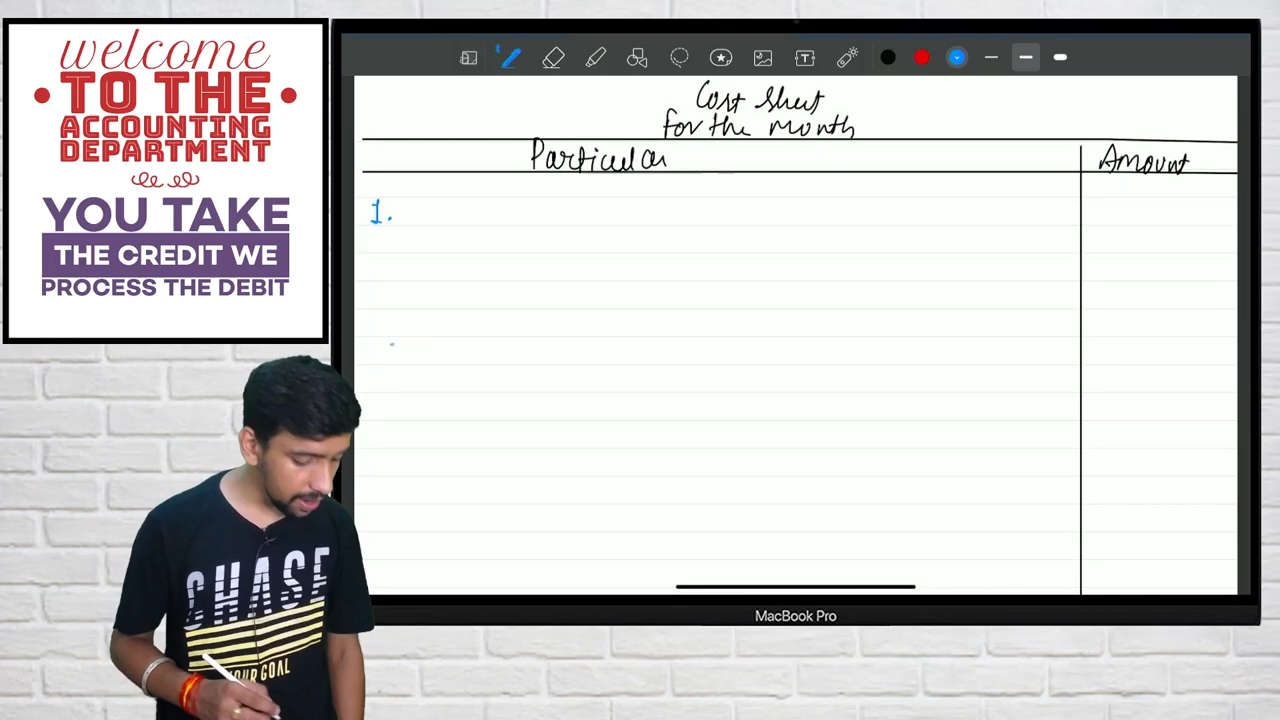 welcome
TO THE
ACCOUNTING
DEPARTMENT
YOU TAKE
THE CREDIT WE
PROCESS THE DEBIT
Cost Sheet
for the month
Particular
Amount
1.
MacBook Pro
CHASE
YOUR GOAL